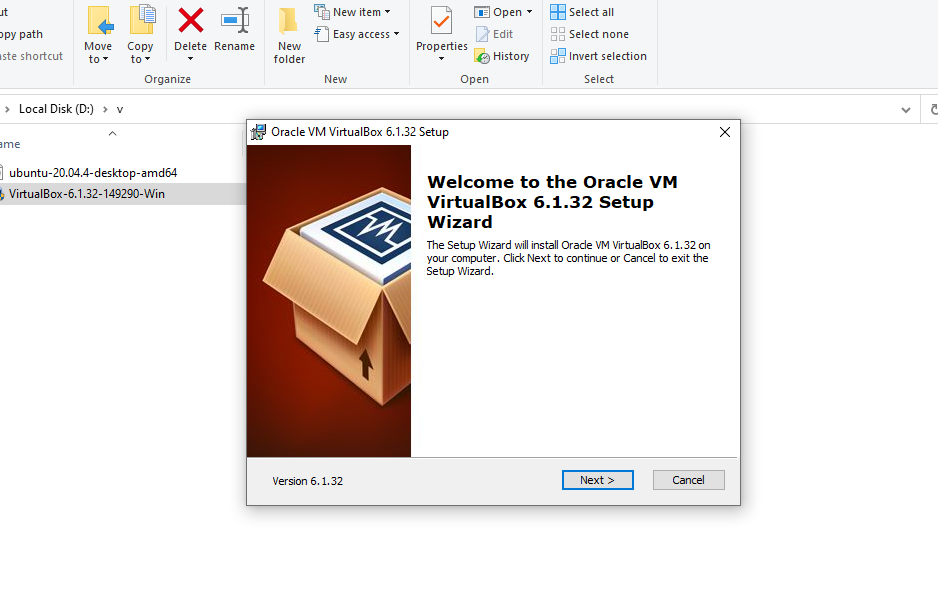 ut
opy path
aste shortcut
Move to
Copy to
Delete
Rename
Organize
New folder
New item
Easy access
New
Properties
Open
Edit
History
Open
Select all
Select none
Invert selection
Select
Local Disk (D:) > v
ame
ubuntu-20.04.4-desktop-amd64
VirtualBox-6.1.32-149290-Win
Oracle VM VirtualBox 6.1.32 Setup
Welcome to the Oracle VM
VirtualBox 6.1.32 Setup
Wizard
The Setup Wizard will install Oracle VM VirtualBox 6.1.32 on
your computer. Click Next to continue or Cancel to exit the
Setup Wizard.
Version 6.1.32
Next >
Cancel